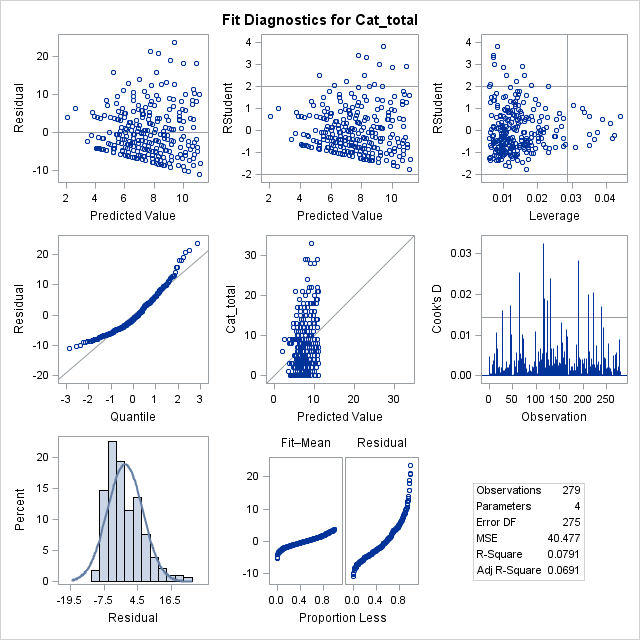 Fit Diagnostics for Cat_total
Residual
20
10
0
-10
2 4 6 8 10
Predicted Value
RStudent
4
3
2
1
0
-1
-2
2 4 6 8 10
Predicted Value
RStudent
4
3
2
1
0
-1
-2
0.01 0.02 0.03 0.04
Leverage
Residual
20
10
0
-10
-20
-3 -2 -1 0 1 2 3
Quantile
Cat_total
30
20
10
0
0 10 20 30
Predicted Value
Cook's D
0.03
0.02
0.01
0.00
0 50 100 150 200 250
Observation
Percent
20
15
10
5
0
-19.5 -7.5 4.5 16.5
Residual
Fit–Mean Residual
20
10
0
-10
0.0 0.4 0.8 0.0 0.4 0.8
Proportion Less
Observations 279
Parameters 4
Error DF 275
MSE 40.477
R-Square 0.0791
Adj R-Square 0.0691